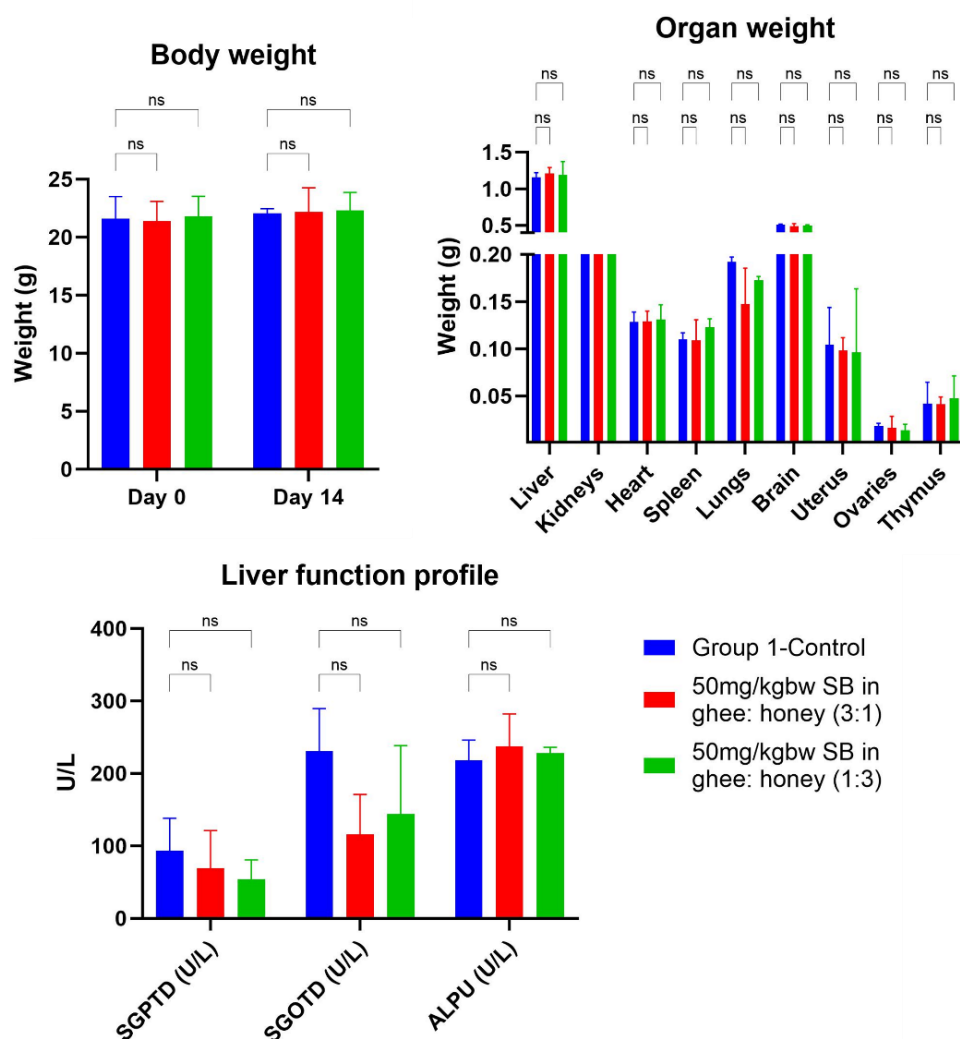 Body weight
ns
ns
ns
ns
25
20
15
10
5
0
Weight (g)
Day 0
Day 14
Organ weight
ns ns ns ns ns ns ns ns
ns ns ns ns ns ns ns ns
1.5
1.0
0.5
0.20
0.15
0.10
0.05
Weight (g)
Liver
Kidneys
Heart
Spleen
Lungs
Brain
Uterus
Ovaries
Thymus
Liver function profile
ns ns ns
ns ns ns
400
300
200
100
0
U/L
SGPTD (U/L)
SGOTD (U/L)
ALPU (U/L)
Group 1-Control
50mg/kgbw SB in
ghee: honey (3:1)
50mg/kgbw SB in
ghee: honey (1:3)